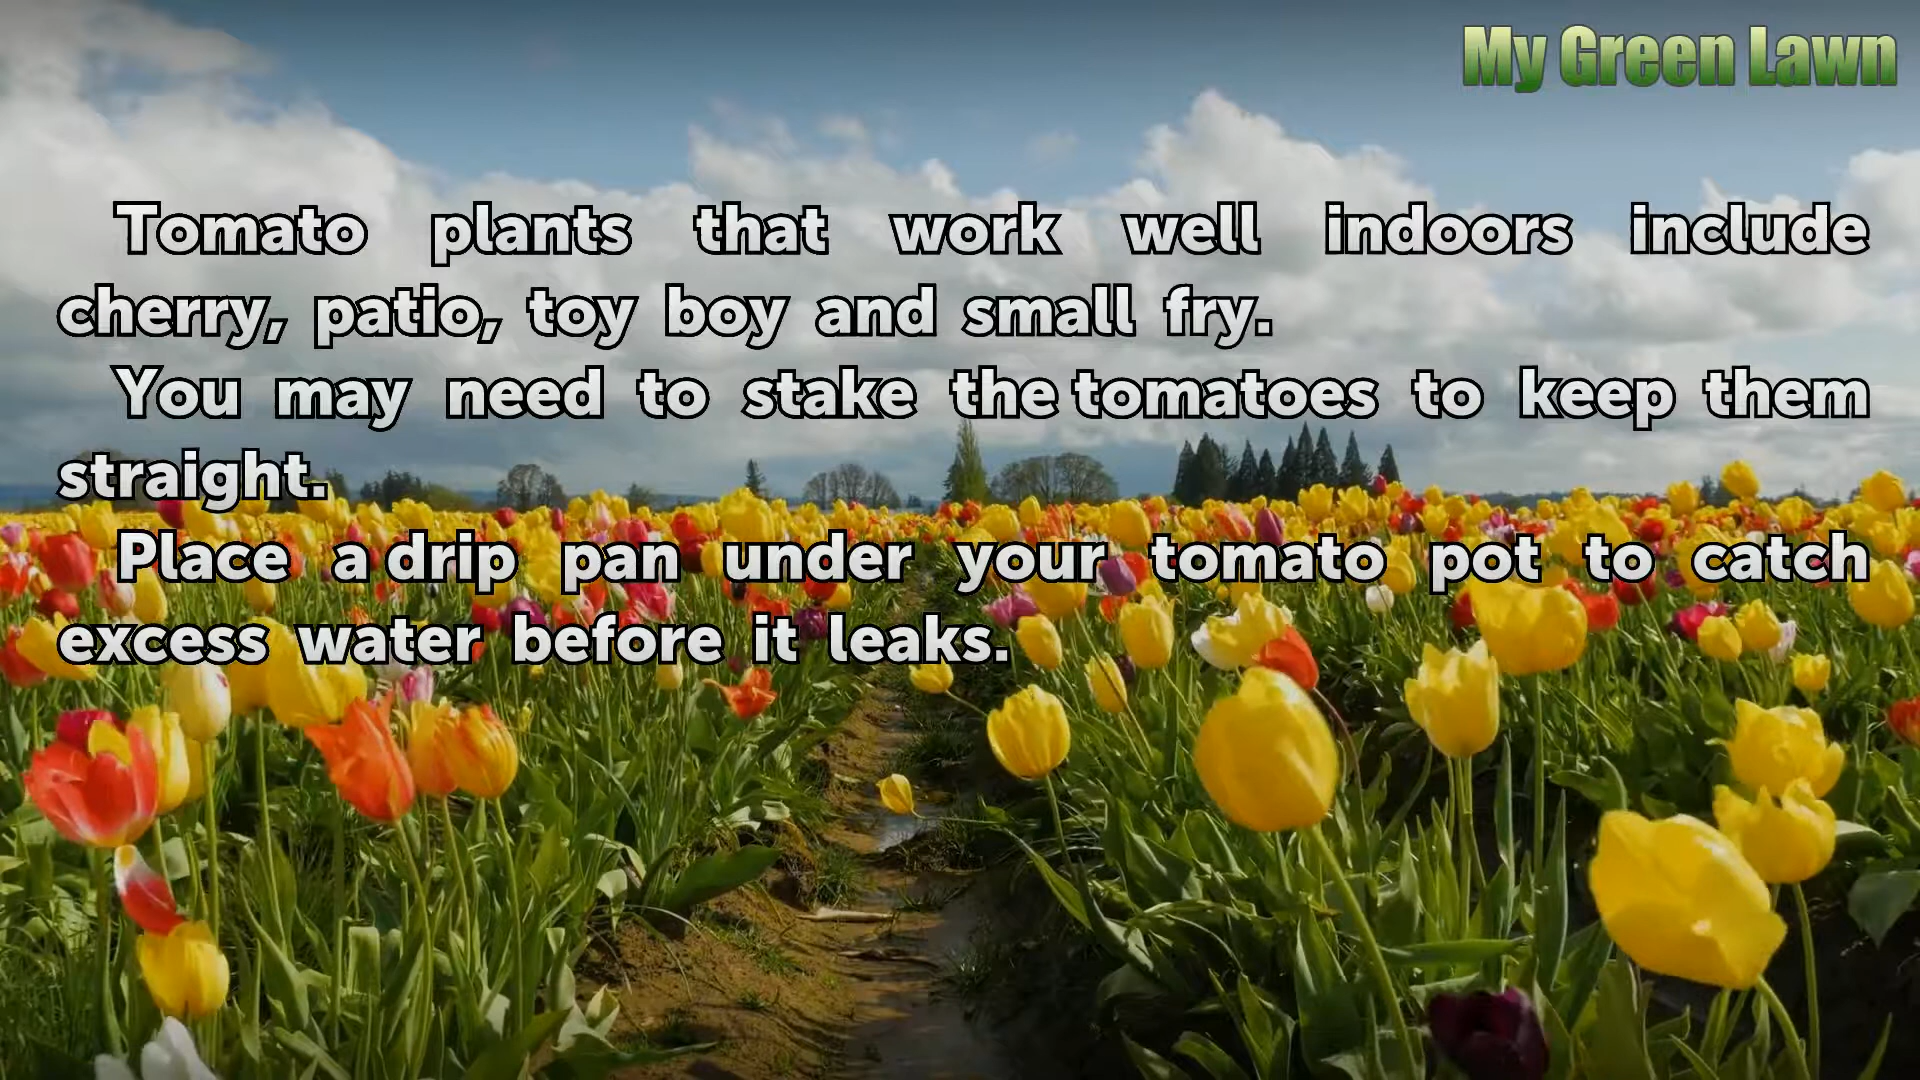 My Green Lawn
Tomato plants that work well indoors include
cherry, patio, toy boy and small fry.
You may need to stake the tomatoes to keep them
straight.
Place a drip pan under your tomato pot to catch
excess water before it leaks.